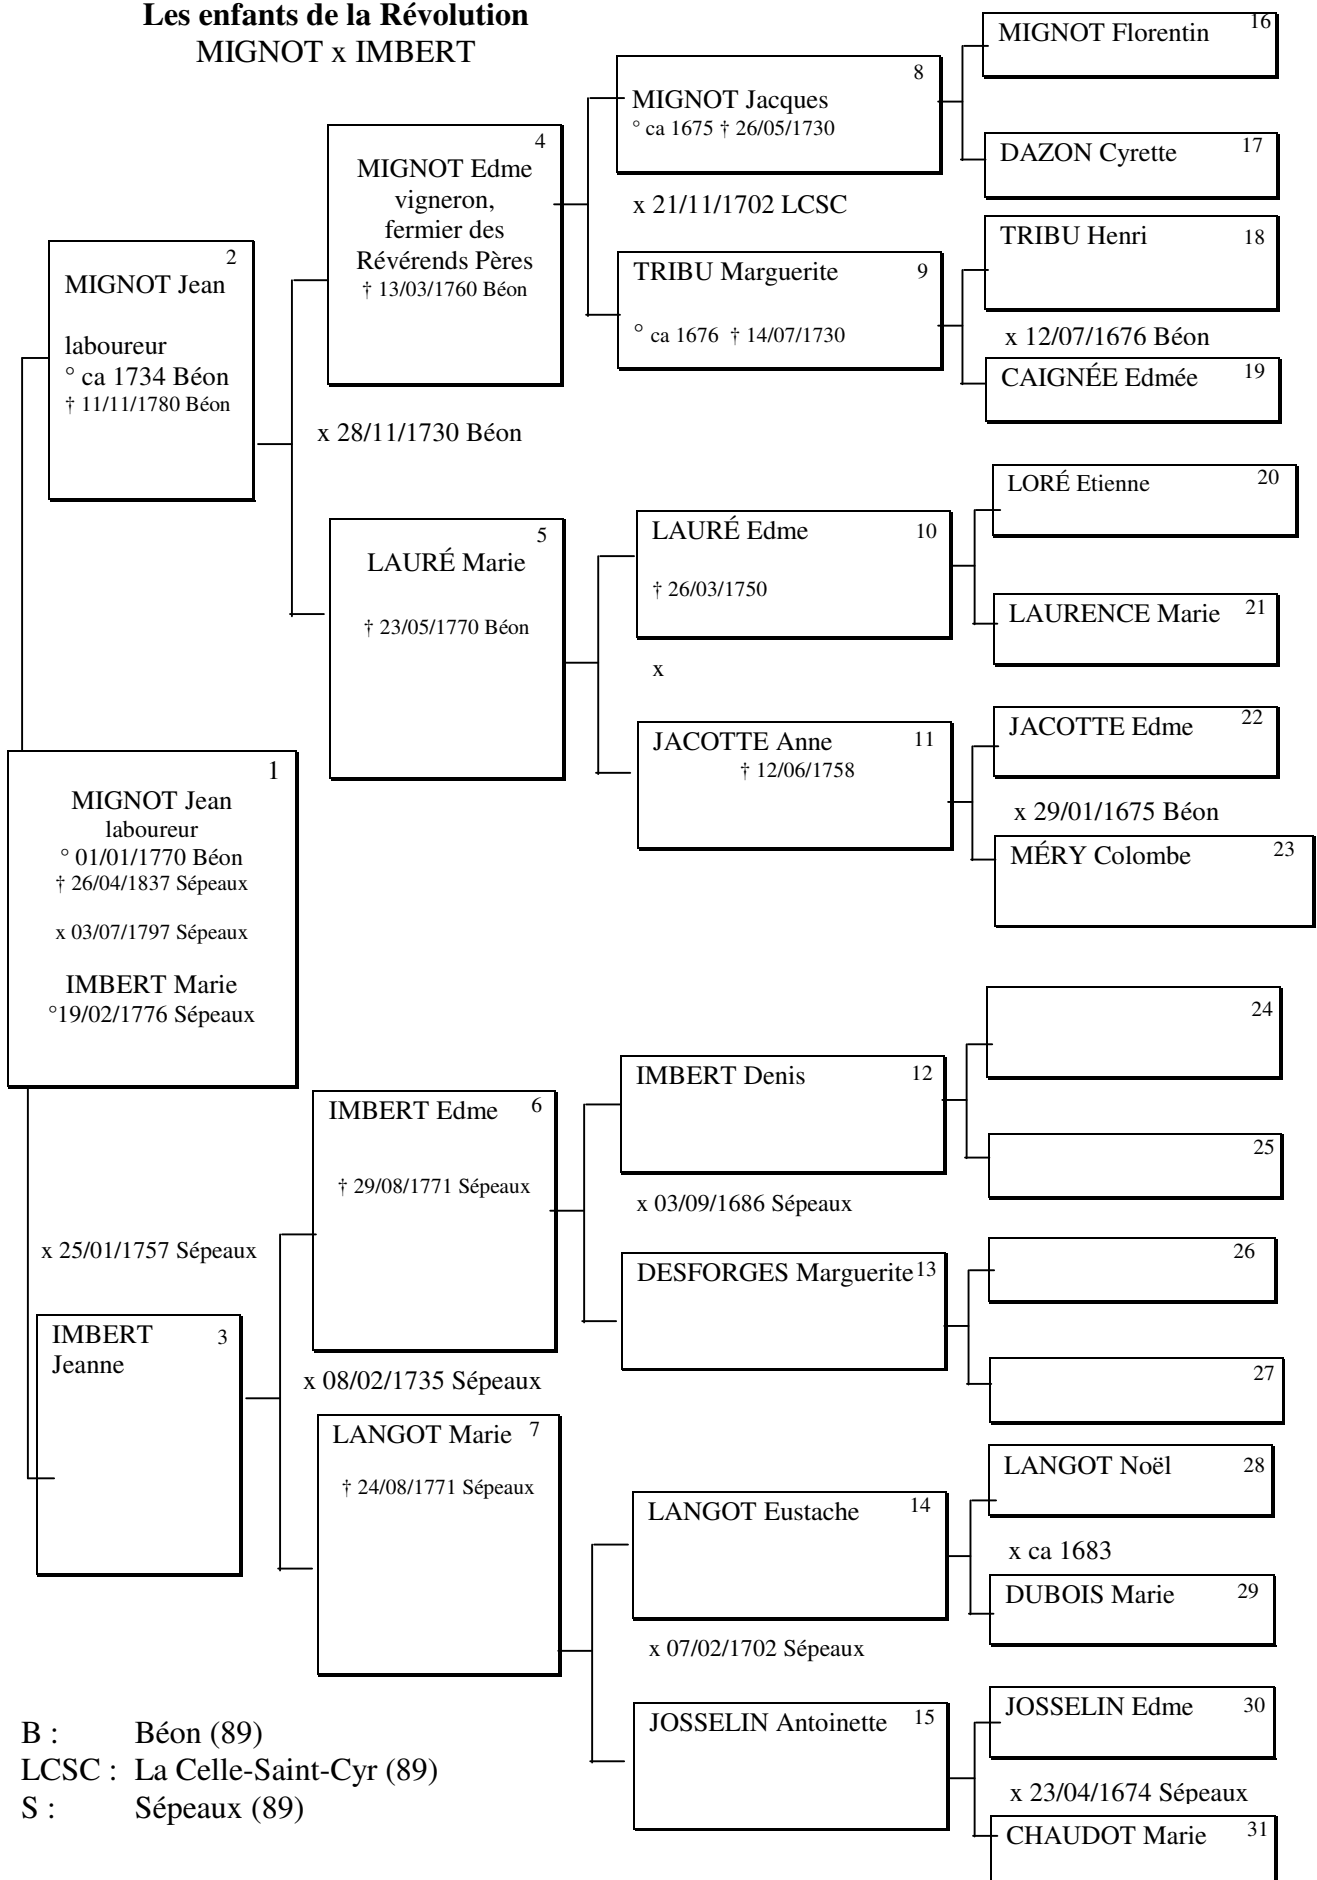 Les enfants de la Révolution
MIGNOT x IMBERT
1
MIGNOT Jean
laboureur
° 01/01/1770 Béon
† 26/04/1837 Sépeaux
x 03/07/1797 Sépeaux
IMBERT Marie
°19/02/1776 Sépeaux
2
MIGNOT Jean
laboureur
° ca 1734 Béon
† 11/11/1780 Béon
x 25/01/1757 Sépeaux
IMBERT 3
Jeanne
4
MIGNOT Edme
vigneron,
fermier des
Révérends Pères
† 13/03/1760 Béon
x 28/11/1730 Béon
5
LAURÉ Marie
† 23/05/1770 Béon
IMBERT Edme 6
† 29/08/1771 Sépeaux
x 08/02/1735 Sépeaux
LANGOT Marie 7
† 24/08/1771 Sépeaux
8
MIGNOT Jacques
° ca 1675 † 26/05/1730
x 21/11/1702 LCSC
TRIBU Marguerite 9
° ca 1676 † 14/07/1730
LAURÉ Edme 10
† 26/03/1750
x
JACOTTE Anne 11
† 12/06/1758
IMBERT Denis 12
x 03/09/1686 Sépeaux
DESFORGES Marguerite 13
LANGOT Eustache 14
x 07/02/1702 Sépeaux
JOSSELIN Antoinette 15
MIGNOT Florentin 16
DAZON Cyrette 17
TRIBU Henri 18
x 12/07/1676 Béon
CAIGNÉE Edmée 19
LORÉ Etienne 20
LAURENCE Marie 21
JACOTTE Edme 22
x 29/01/1675 Béon
MÉRY Colombe 23
24
25
26
27
LANGOT Noël 28
x ca 1683
DUBOIS Marie 29
JOSSELIN Edme 30
x 23/04/1674 Sépeaux
CHAUDOT Marie 31
B : Béon (89)
LCSC : La Celle-Saint-Cyr (89)
S : Sépeaux (89)